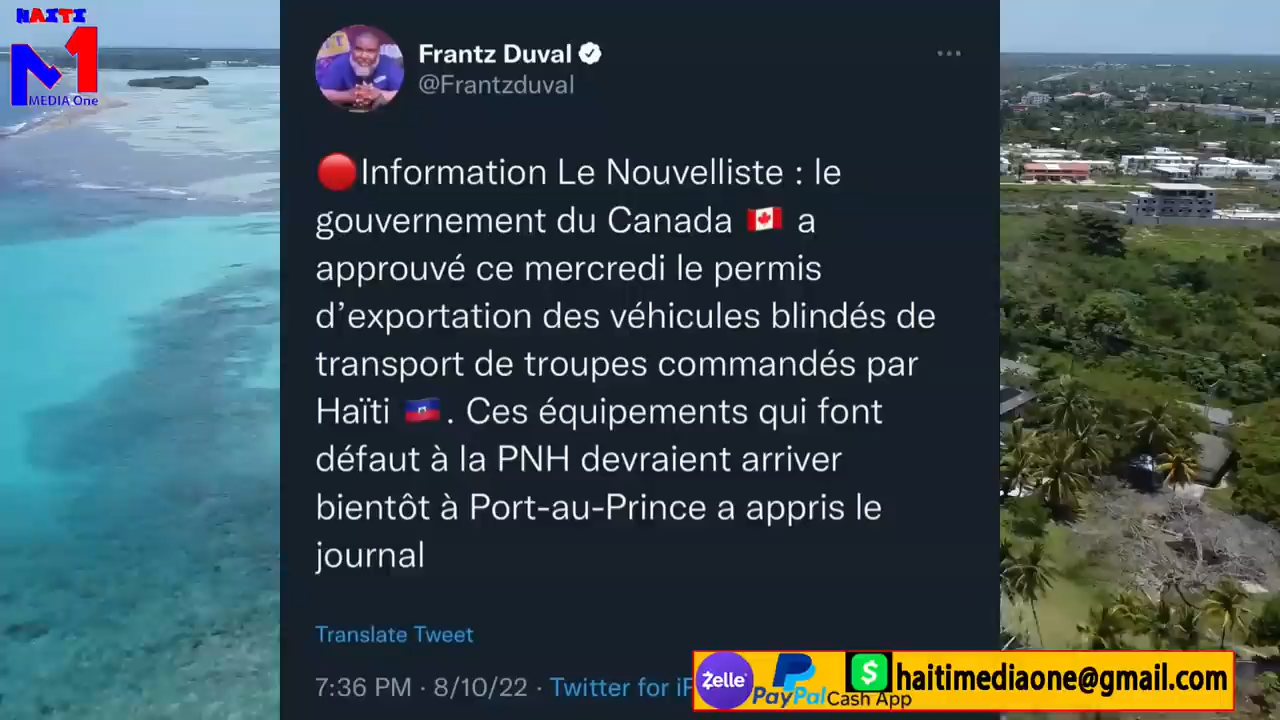 HAITI
M1
MEDIA One
Frantz Duval
@Frantzduval
Information Le Nouvelliste : le
gouvernement du Canada a
approuvé ce mercredi le permis
d'exportation des véhicules blindés de
transport de troupes commandés par
Haïti . Ces équipements qui font
défaut à la PNH devraient arriver
bientôt à Port-au-Prince a appris le
journal
Translate Tweet
7:36 PM · 8/10/22 · Twitter for
Zelle
PayPal
$
Cash App
haitimediaone@gmail.com